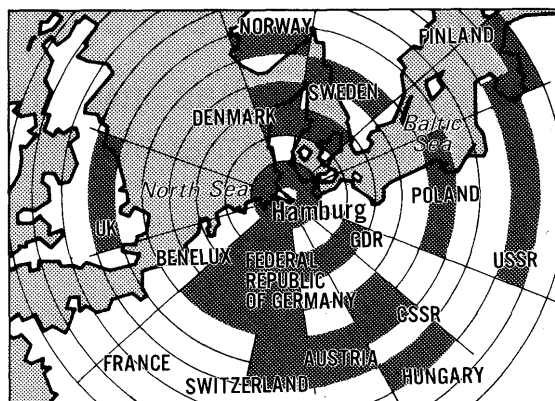 NORWAY
FINLAND
SWEDEN
DENMARK
Baltic
Sea
North Sea
Hamburg
POLAND
UK
BENELUX
GDR
USSR
FEDERAL
REPUBLIC
OF GERMANY
CSSR
FRANCE
AUSTRIA
SWITZERLAND
HUNGARY